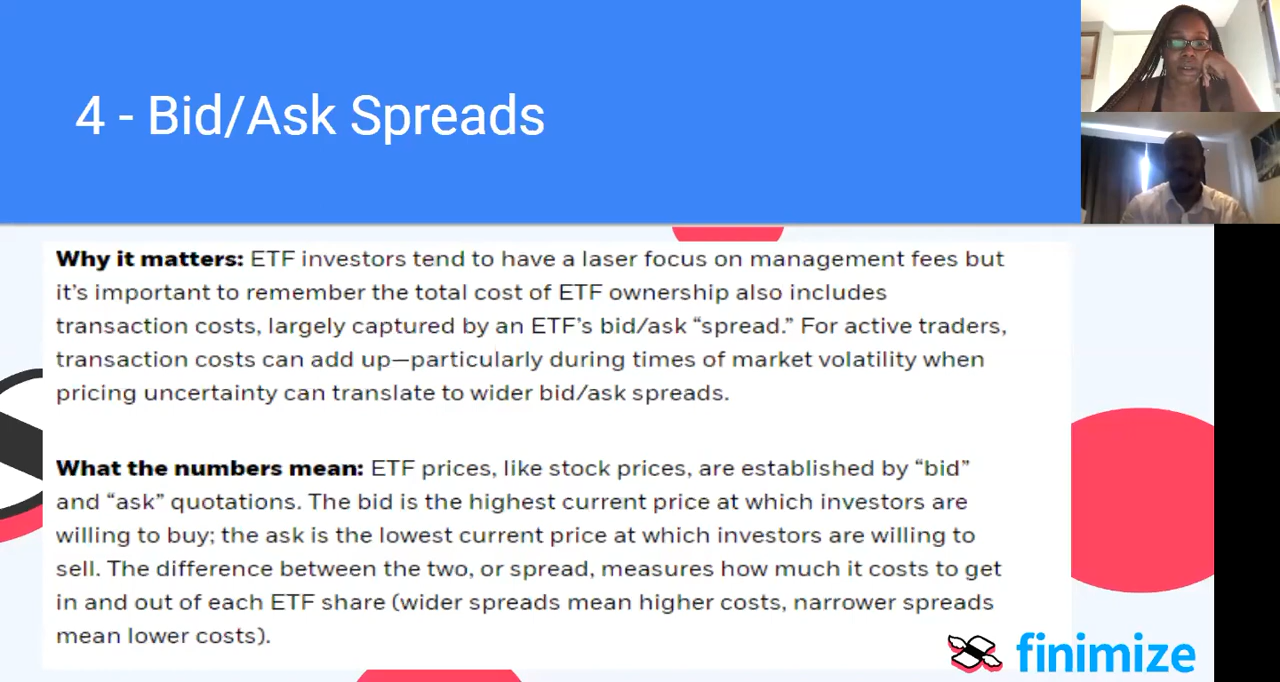 4 - Bid/Ask Spreads
Why it matters: ETF investors tend to have a laser focus on management fees but
it’s important to remember the total cost of ETF ownership also includes
transaction costs, largely captured by an ETF’s bid/ask “spread.” For active traders,
transaction costs can add up—particularly during times of market volatility when
pricing uncertainty can translate to wider bid/ask spreads.
What the numbers mean: ETF prices, like stock prices, are established by “bid”
and “ask” quotations. The bid is the highest current price at which investors are
willing to buy; the ask is the lowest current price at which investors are willing to
sell. The difference between the two, or spread, measures how much it costs to get
in and out of each ETF share (wider spreads mean higher costs, narrower spreads
mean lower costs).
finimize